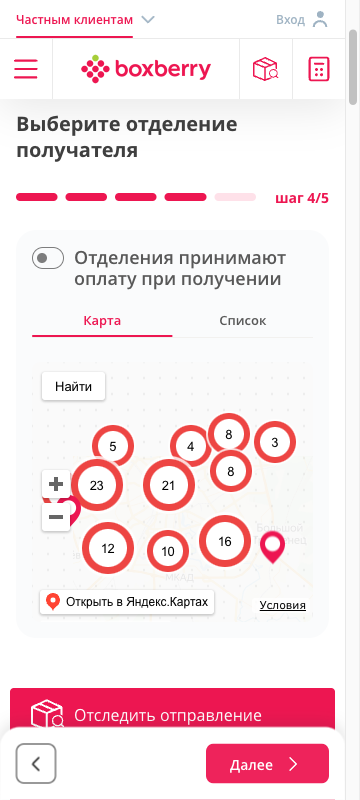 Частным клиентам
Вход
boxberry
Выберите отделение
получателя
шаг 4/5
Отделения принимают
оплату при получении
Карта
Список
Найти
5
4
8
3
23
21
8
12
10
16
МКАД
Открыть в Яндекс.Картах
Условия
Отследить отправление
Далее